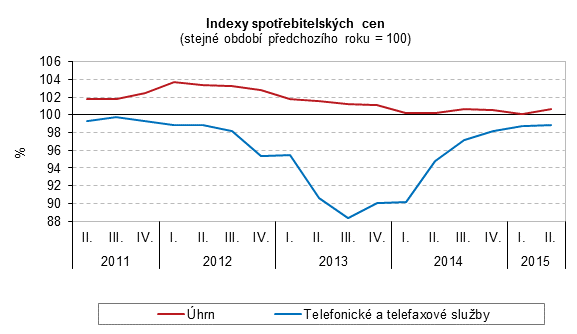 Indexy spotřebitelských cen
(stejné období předchozího roku = 100)
106
104
102
100
98
96
94
92
90
88
%
II. III. IV. I. II. III. IV. I. II. III. IV. I. II. III. IV. I. II.
2011 2012 2013 2014 2015
Úhrn Telefonické a telefaxové služby